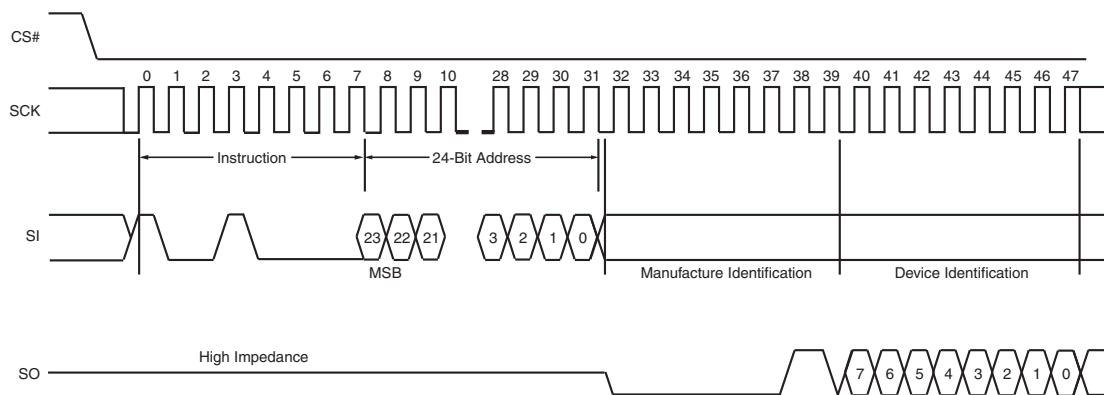 CS#
0 1 2 3 4 5 6 7 8 9 10 28 29 30 31 32 33 34 35 36 37 38 39 40 41 42 43 44 45 46 47
SCK
Instruction 24-Bit Address
SI 23 22 21 3 2 1 0
MSB Manufacture Identification Device Identification
High Impedance
SO 7 6 5 4 3 2 1 0